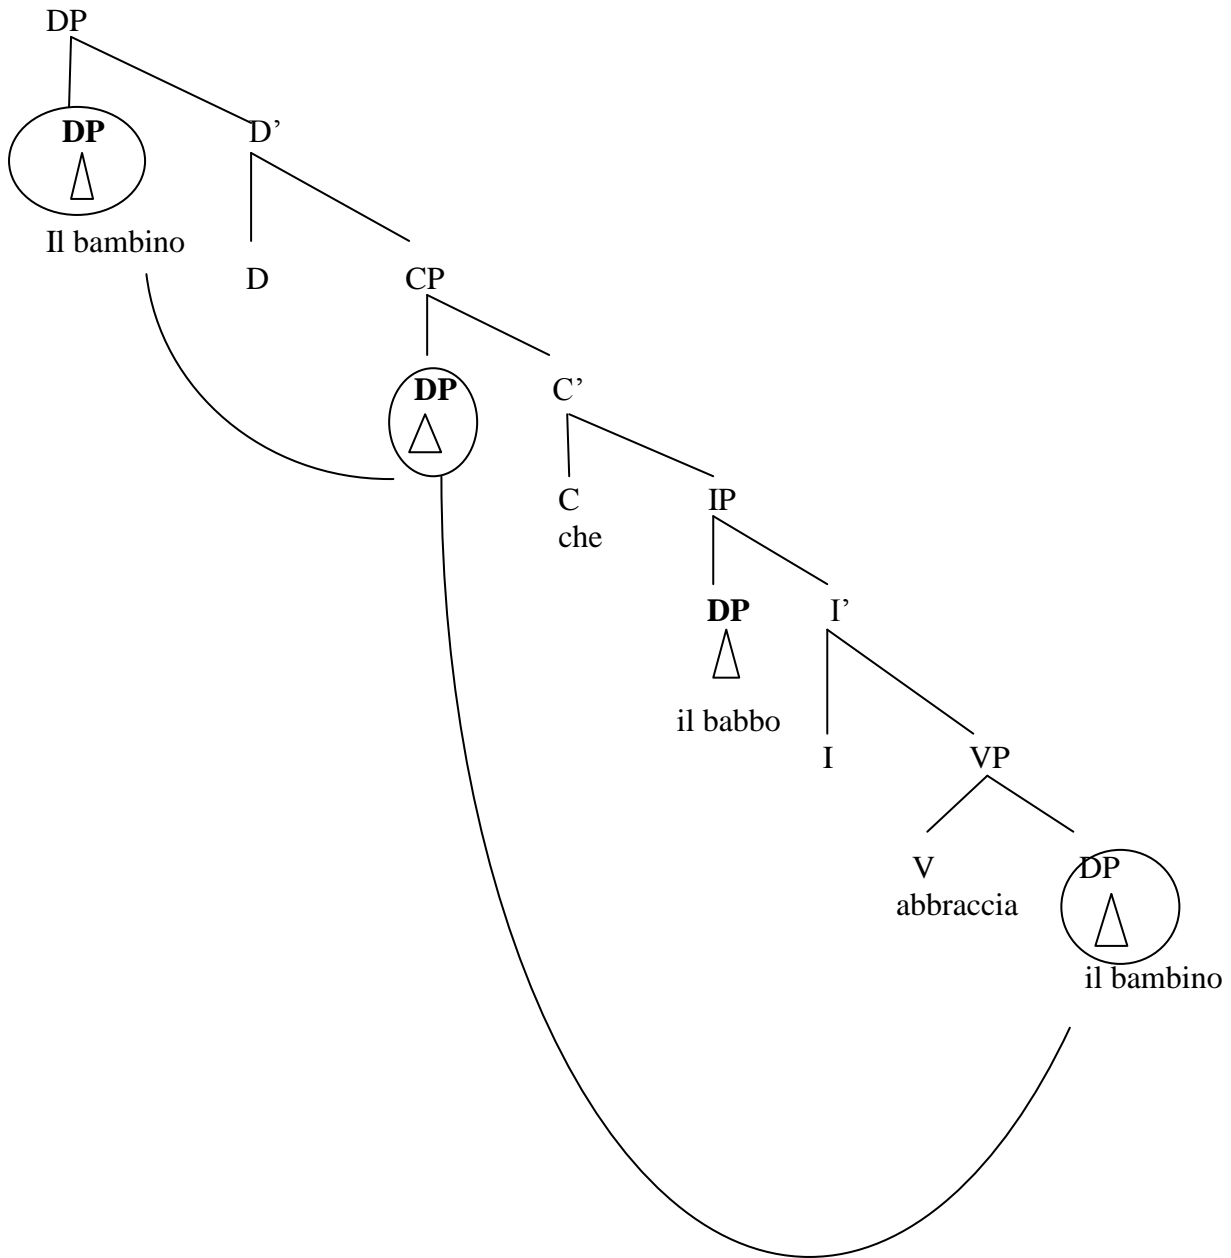 DP
DP D’
Il bambino
D CP
DP C’
C IP
che
DP I’
il babbo
I VP
V DP
abbraccia
il bambino